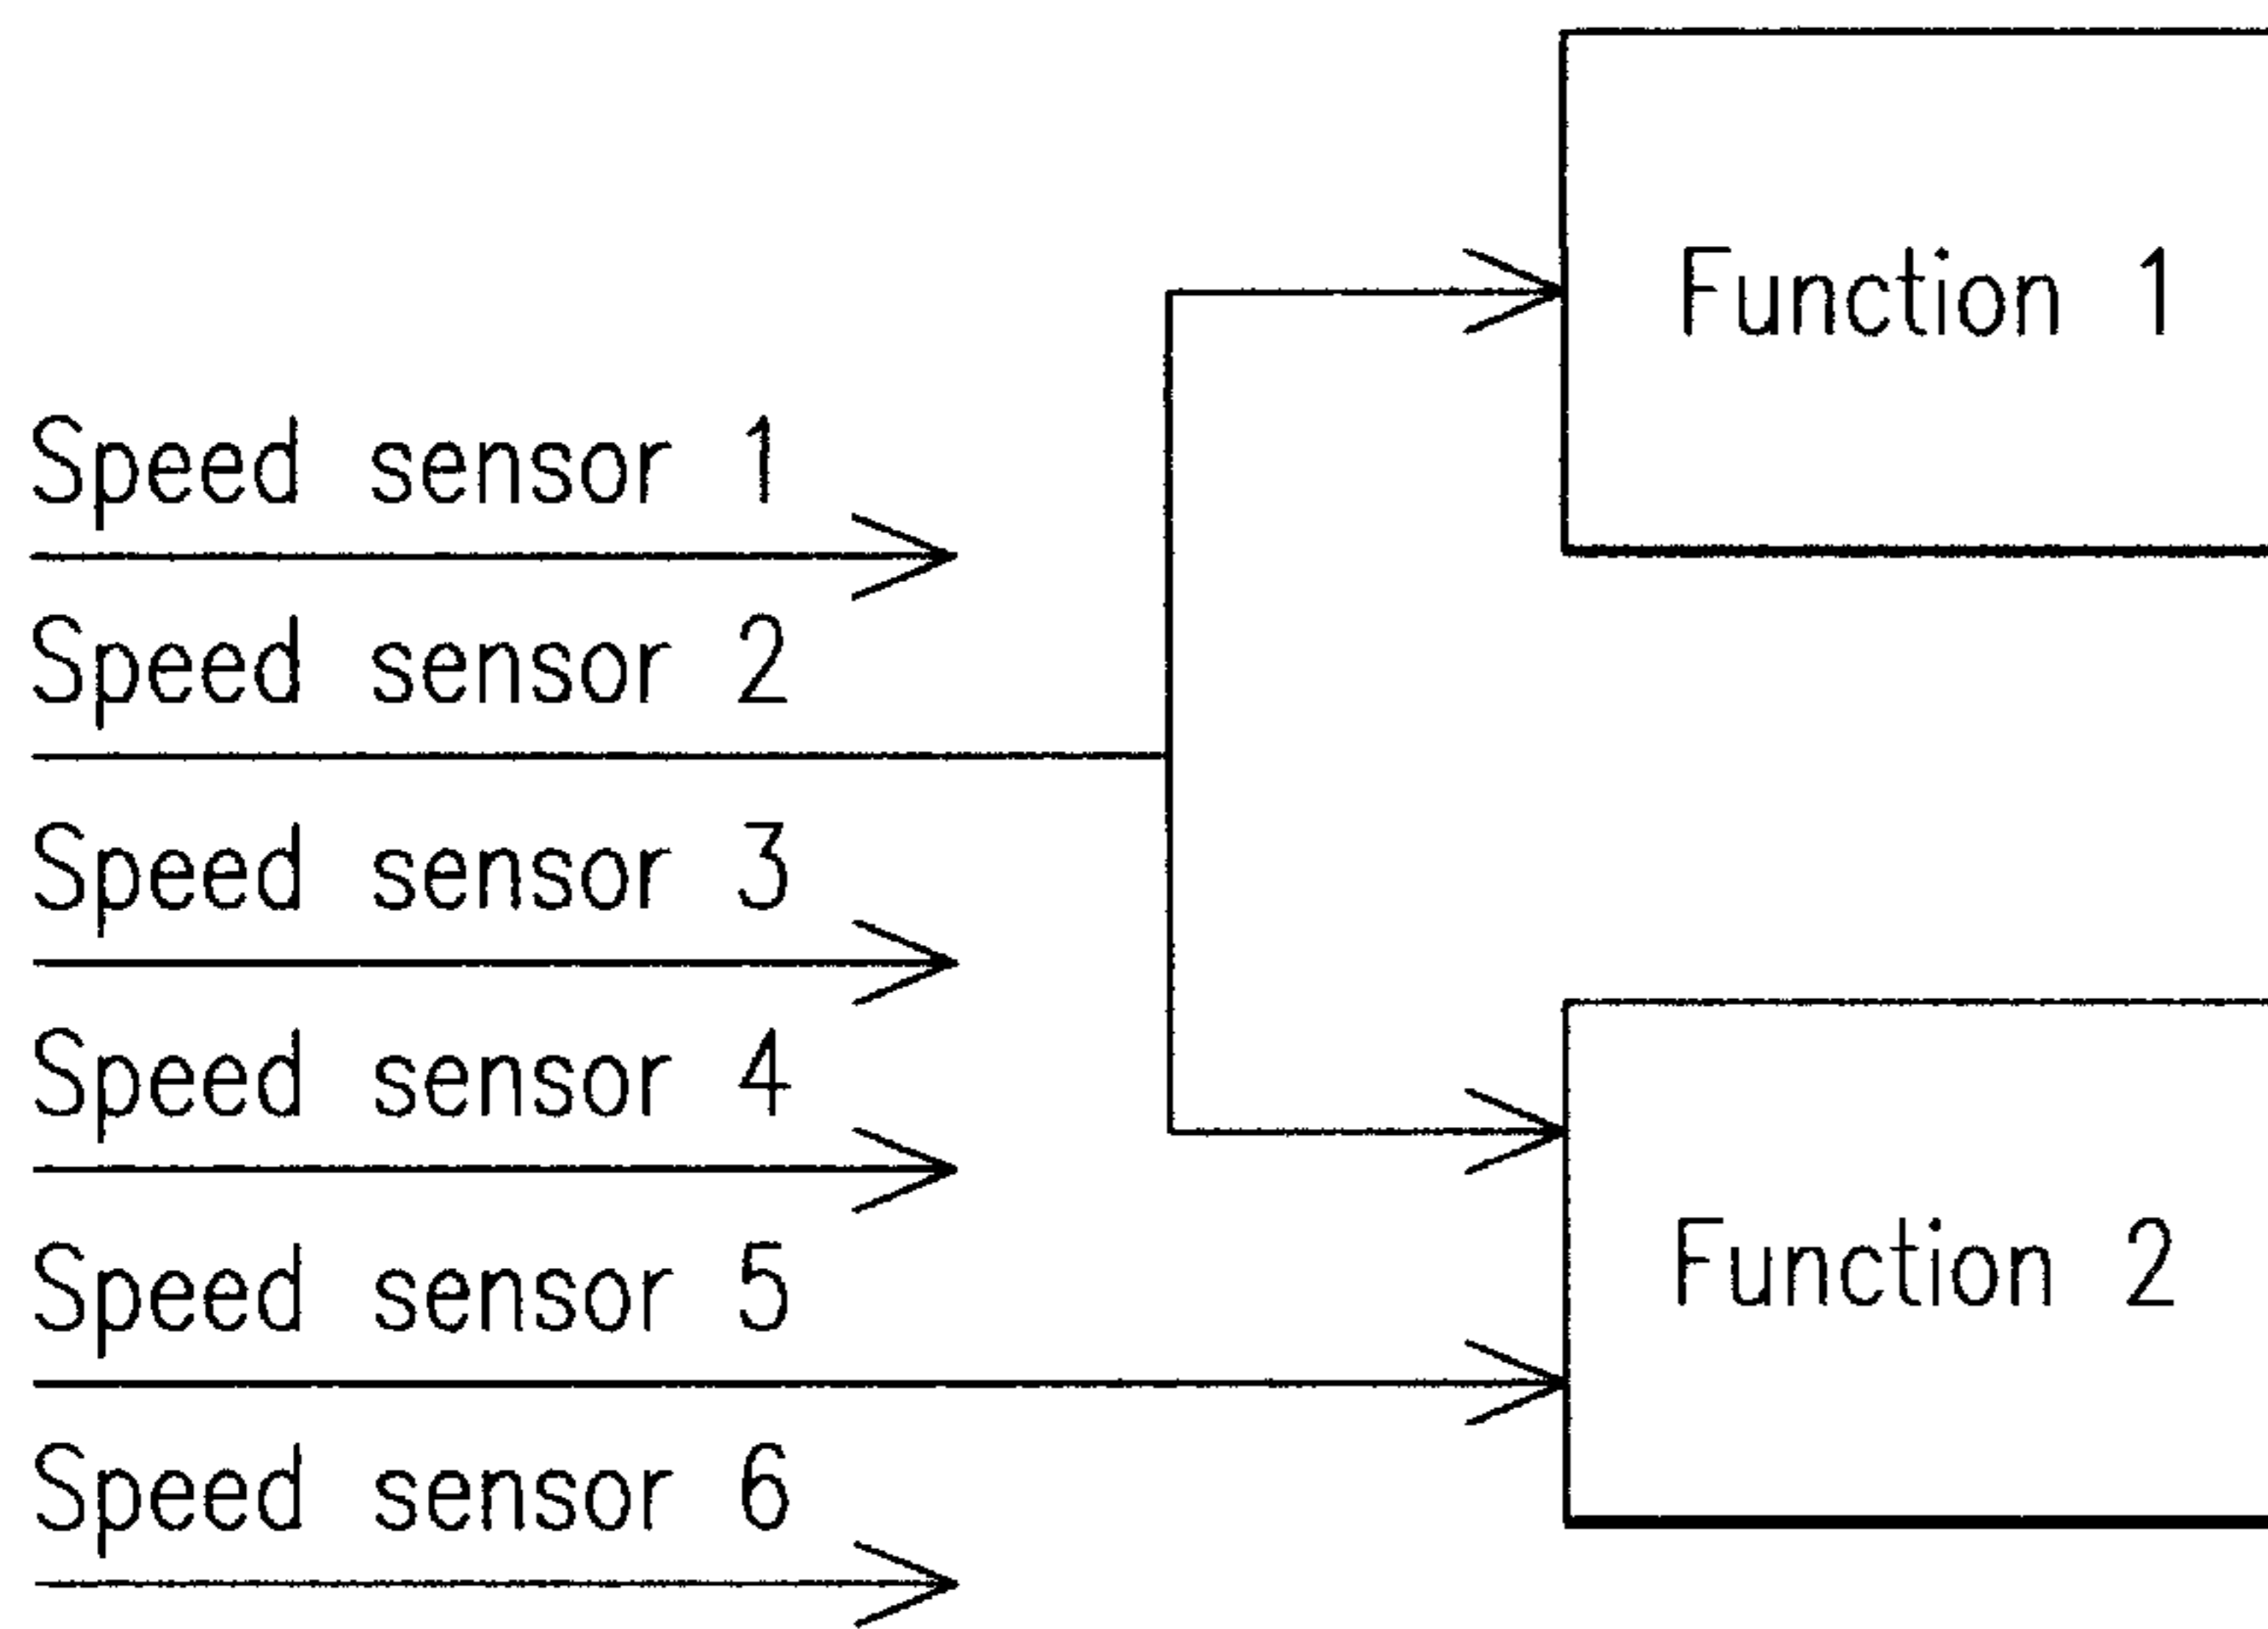 Function 1
Speed sensor 1
Speed sensor 2
Speed sensor 3
Speed sensor 4
Speed sensor 5
Function 2
Speed sensor 6